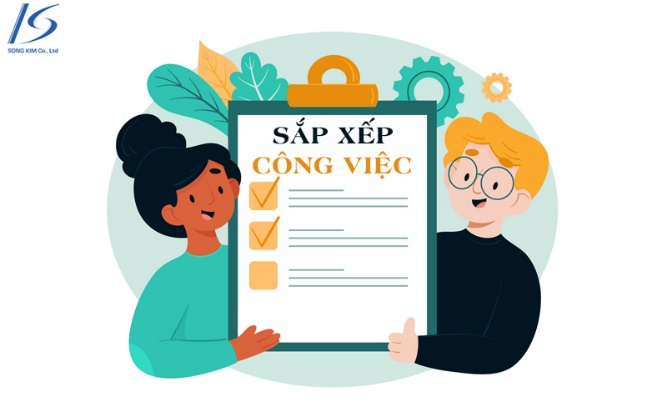 SONG KIM Co., Ltd
SẮP XẾP
CÔNG VIỆC